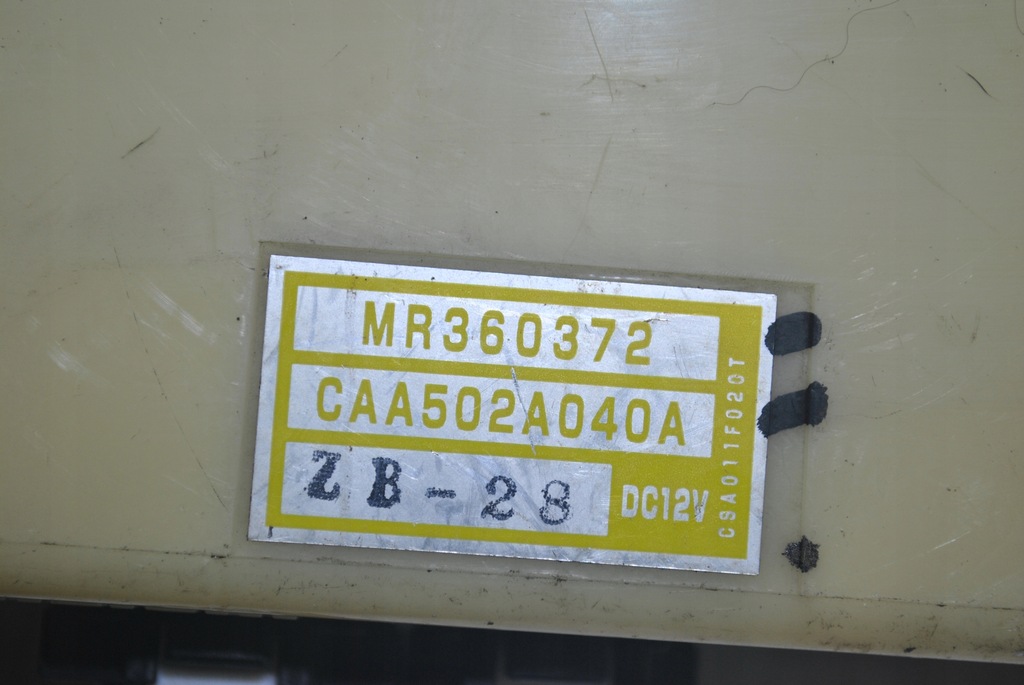 MR360372
CAA502A040A
ZB-28
DC12V
CSA011F020T